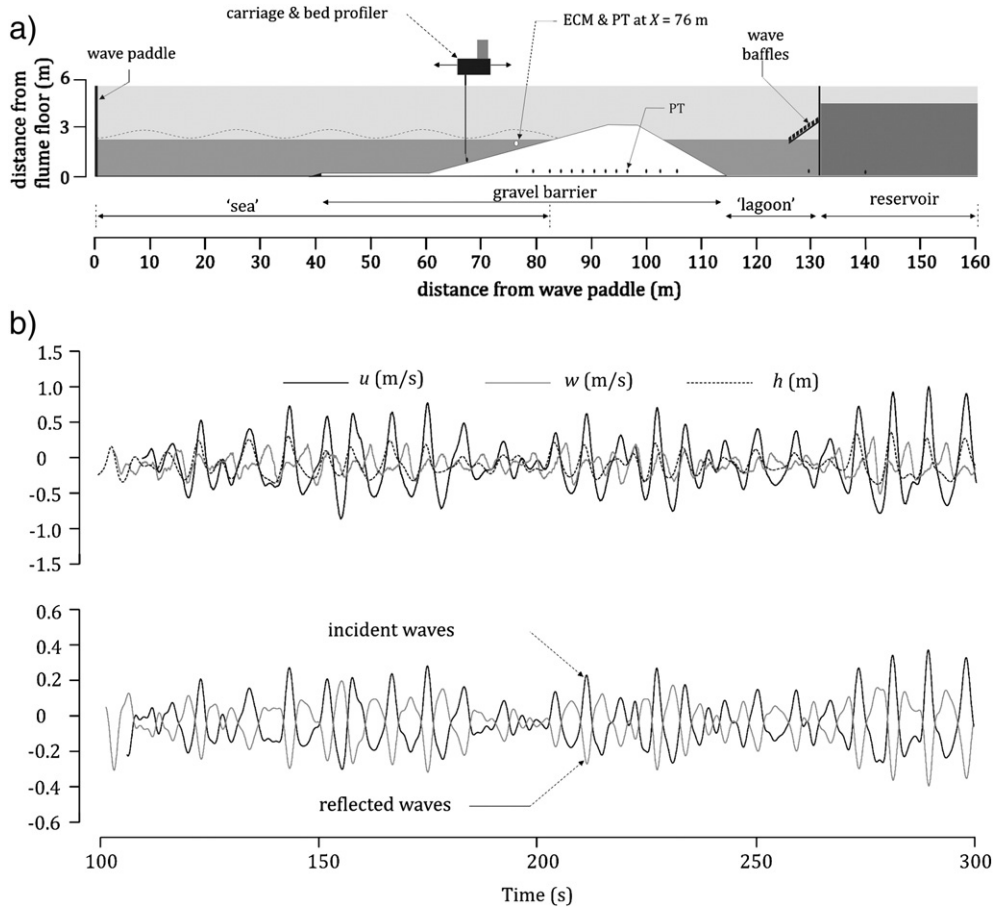 a)
carriage & bed profiler
ECM & PT at X = 76 m
wave paddle
wave
baffles
distance from
flume floor (m)
6
3
0
PT
gravel barrier
'sea'
'lagoon'
reservoir
0 10 20 30 40 50 60 70 80 90 100 110 120 130 140 150 160
distance from wave paddle (m)
b)
1.5
1.0
0.5
0
-0.5
-1.0
-1.5
u (m/s)
w (m/s)
h (m)
0.6
0.4
0.2
0
-0.2
-0.4
-0.6
incident waves
reflected waves
100 150 200 250 300
Time (s)